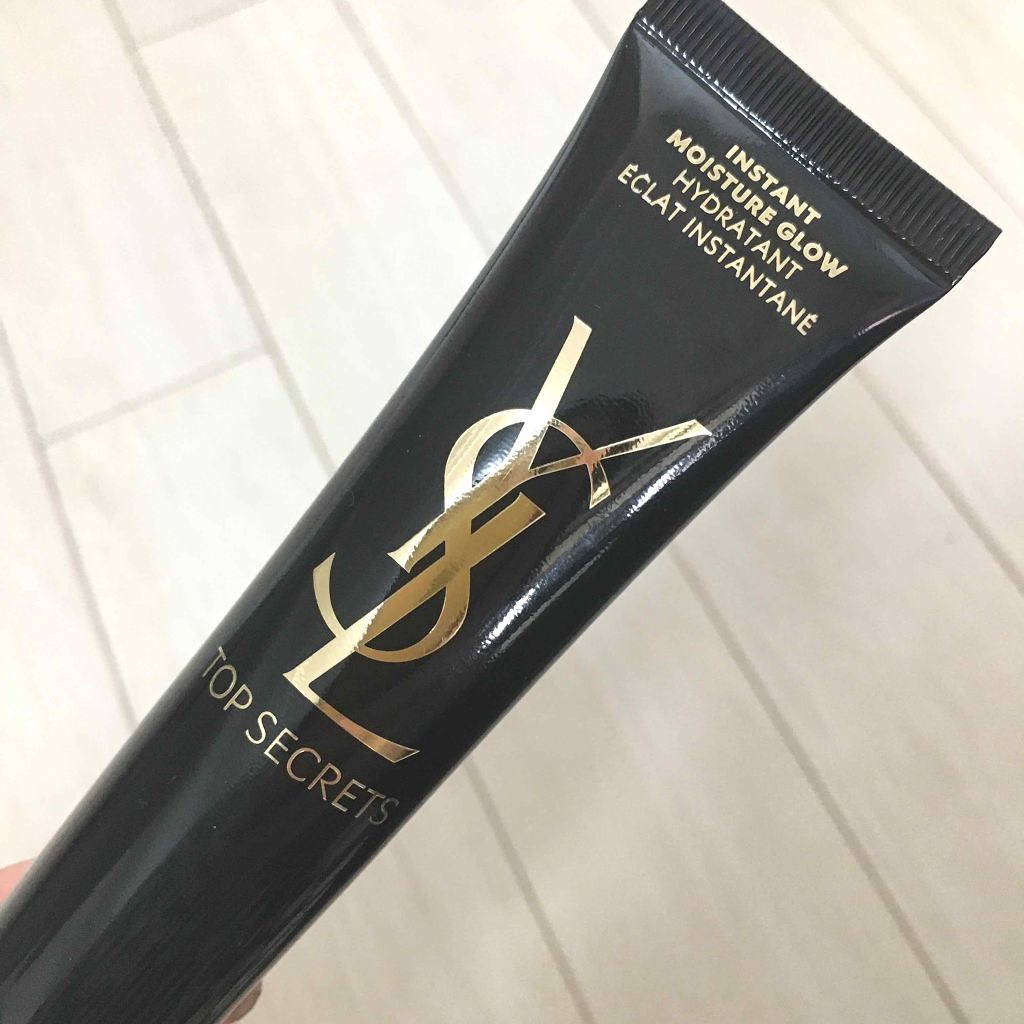 INSTANT
MOISTURE GLOW
HYDRATANT
ÉCLAT INSTANTANÉ
YSL
TOP SECRETS